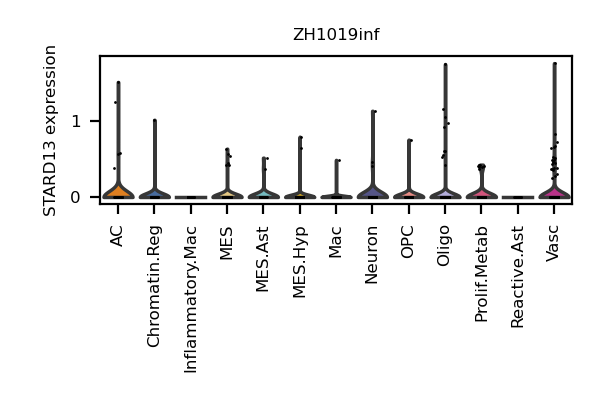 ZH1019inf
STARD13 expression
1
0
AC
Chromatin.Reg
Inflammatory.Mac
MES
MES.Ast
MES.Hyp
Mac
Neuron
OPC
Oligo
Prolif.Metab
Reactive.Ast
Vasc